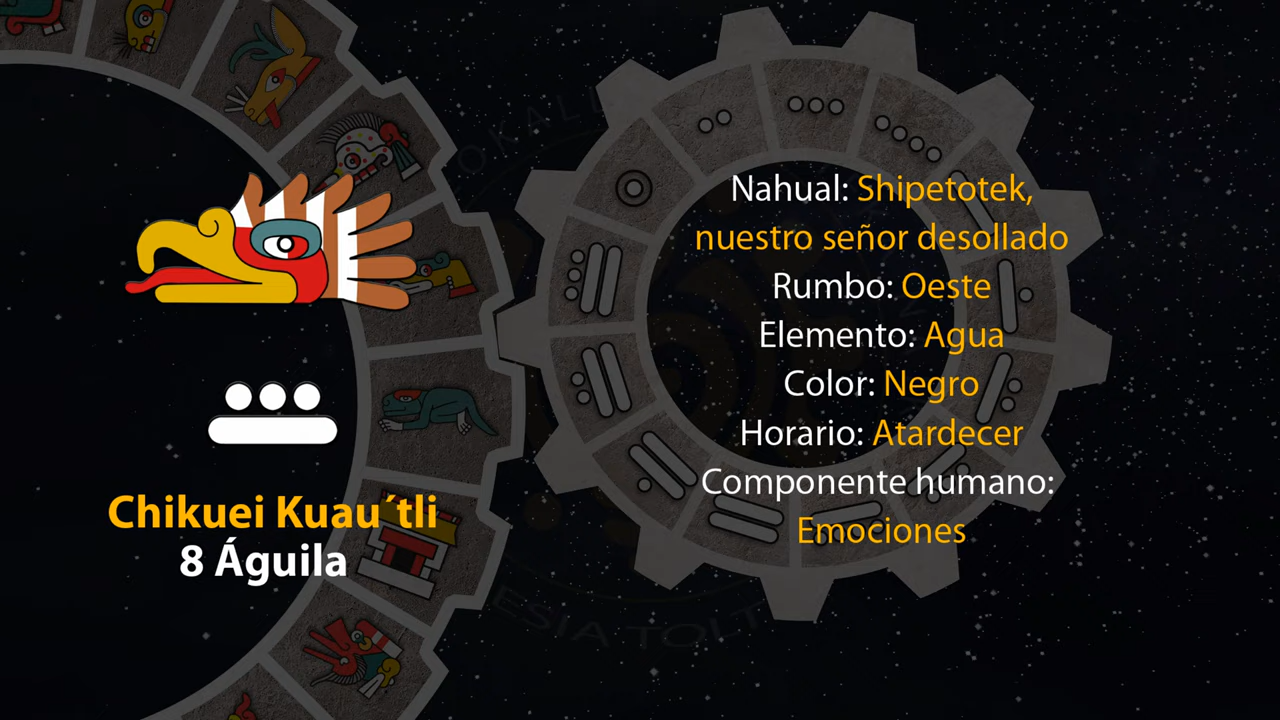 Chikuei Kuau´tli
8 Águila
Nahual: Shipetotek,
nuestro señor desollado
Rumbo: Oeste
Elemento: Agua
Color: Negro
Horario: Atardecer
Componente humano:
Emociones